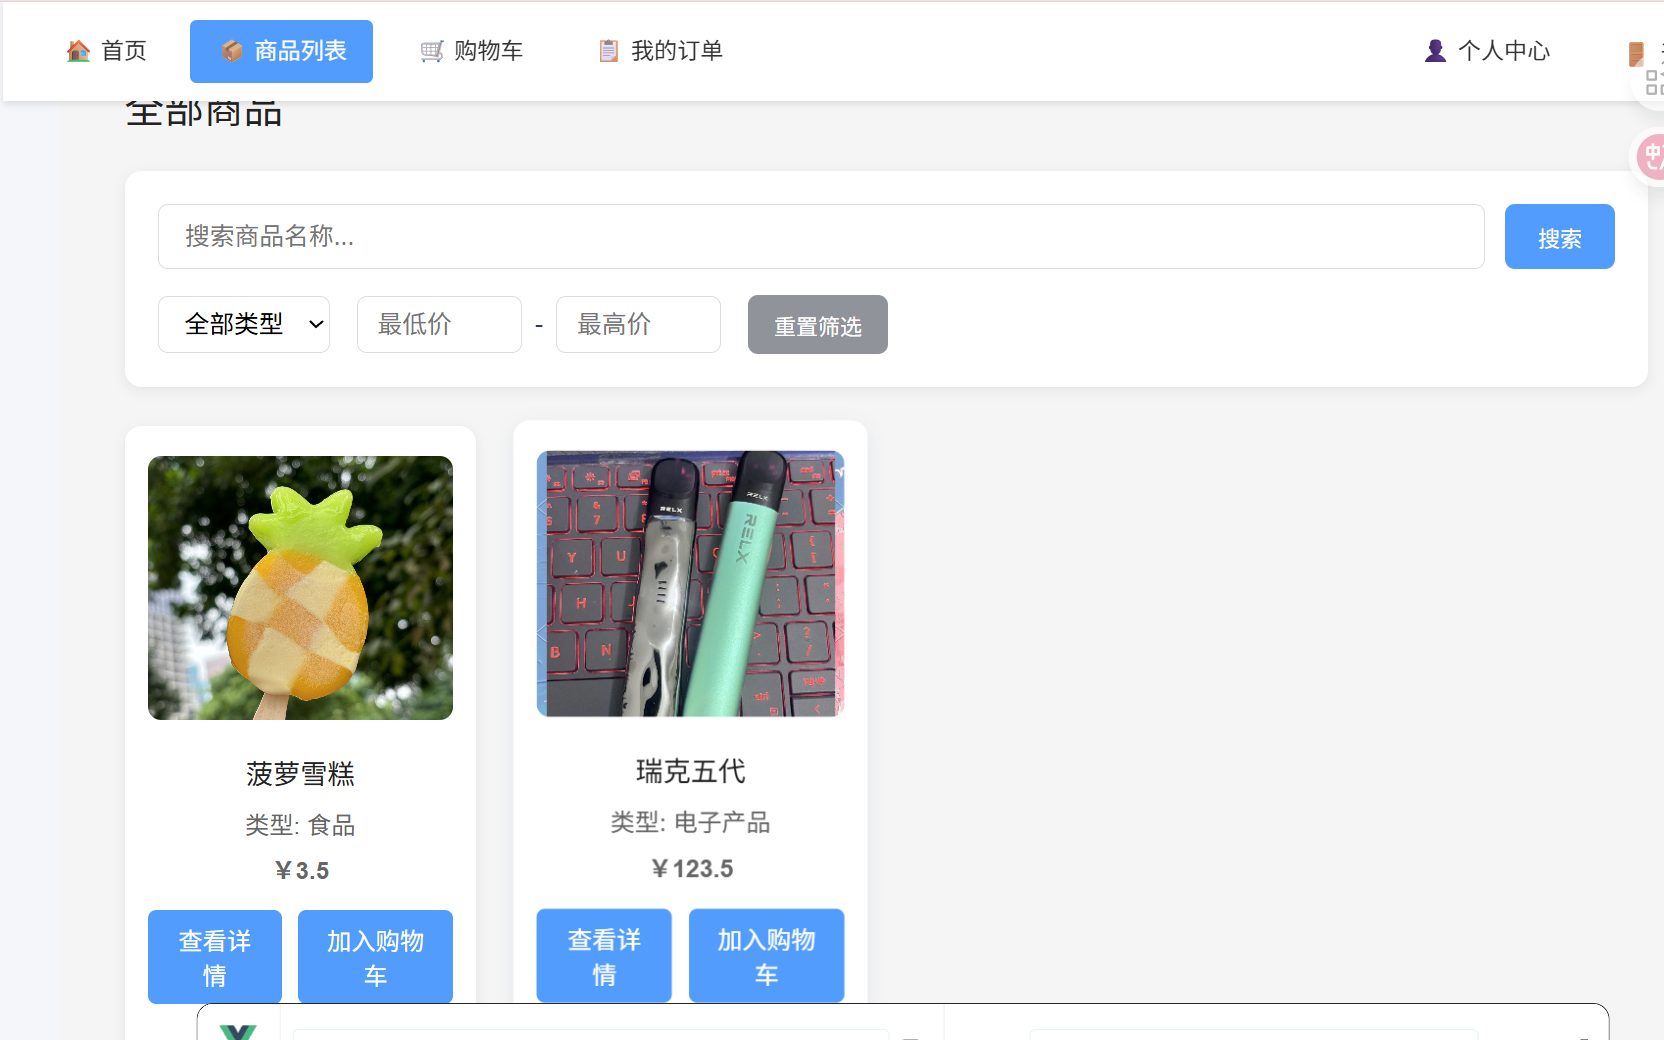 首页
商品列表
购物车
我的订单
个人中心
全部商品
搜索商品名称...
搜索
全部类型
最低价
-
最高价
重置筛选
RELX
RELX
RELX
菠萝雪糕
类型: 食品
¥3.5
查看详
情
加入购物
车
瑞克五代
类型: 电子产品
¥123.5
查看详
情
加入购物
车